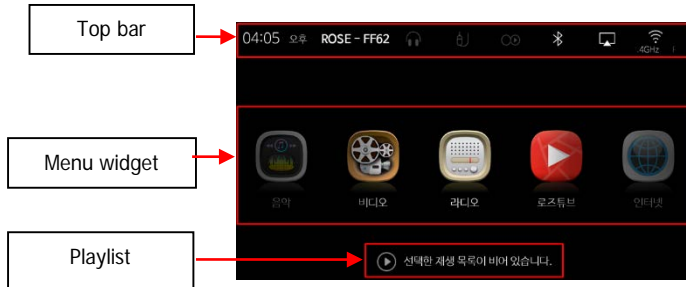 Top bar
04:05 오후 ROSE - FF62
.4GHz
Menu widget
음악 비디오 라디오 로즈튜브 인터넷
Playlist
선택한 재생 목록이 비어 있습니다.